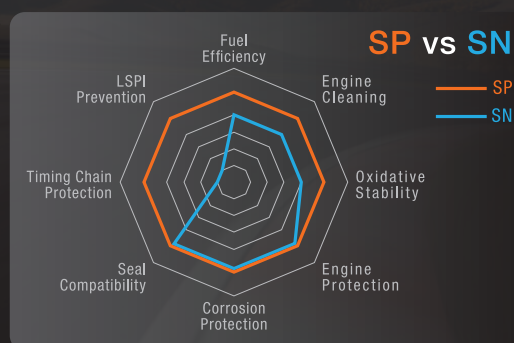 SP vs SN
SP
SN
Fuel
Efficiency
Engine
Cleaning
Oxidative
Stability
Engine
Protection
Corrosion
Protection
Seal
Compatibility
Timing Chain
Protection
LSPI
Prevention